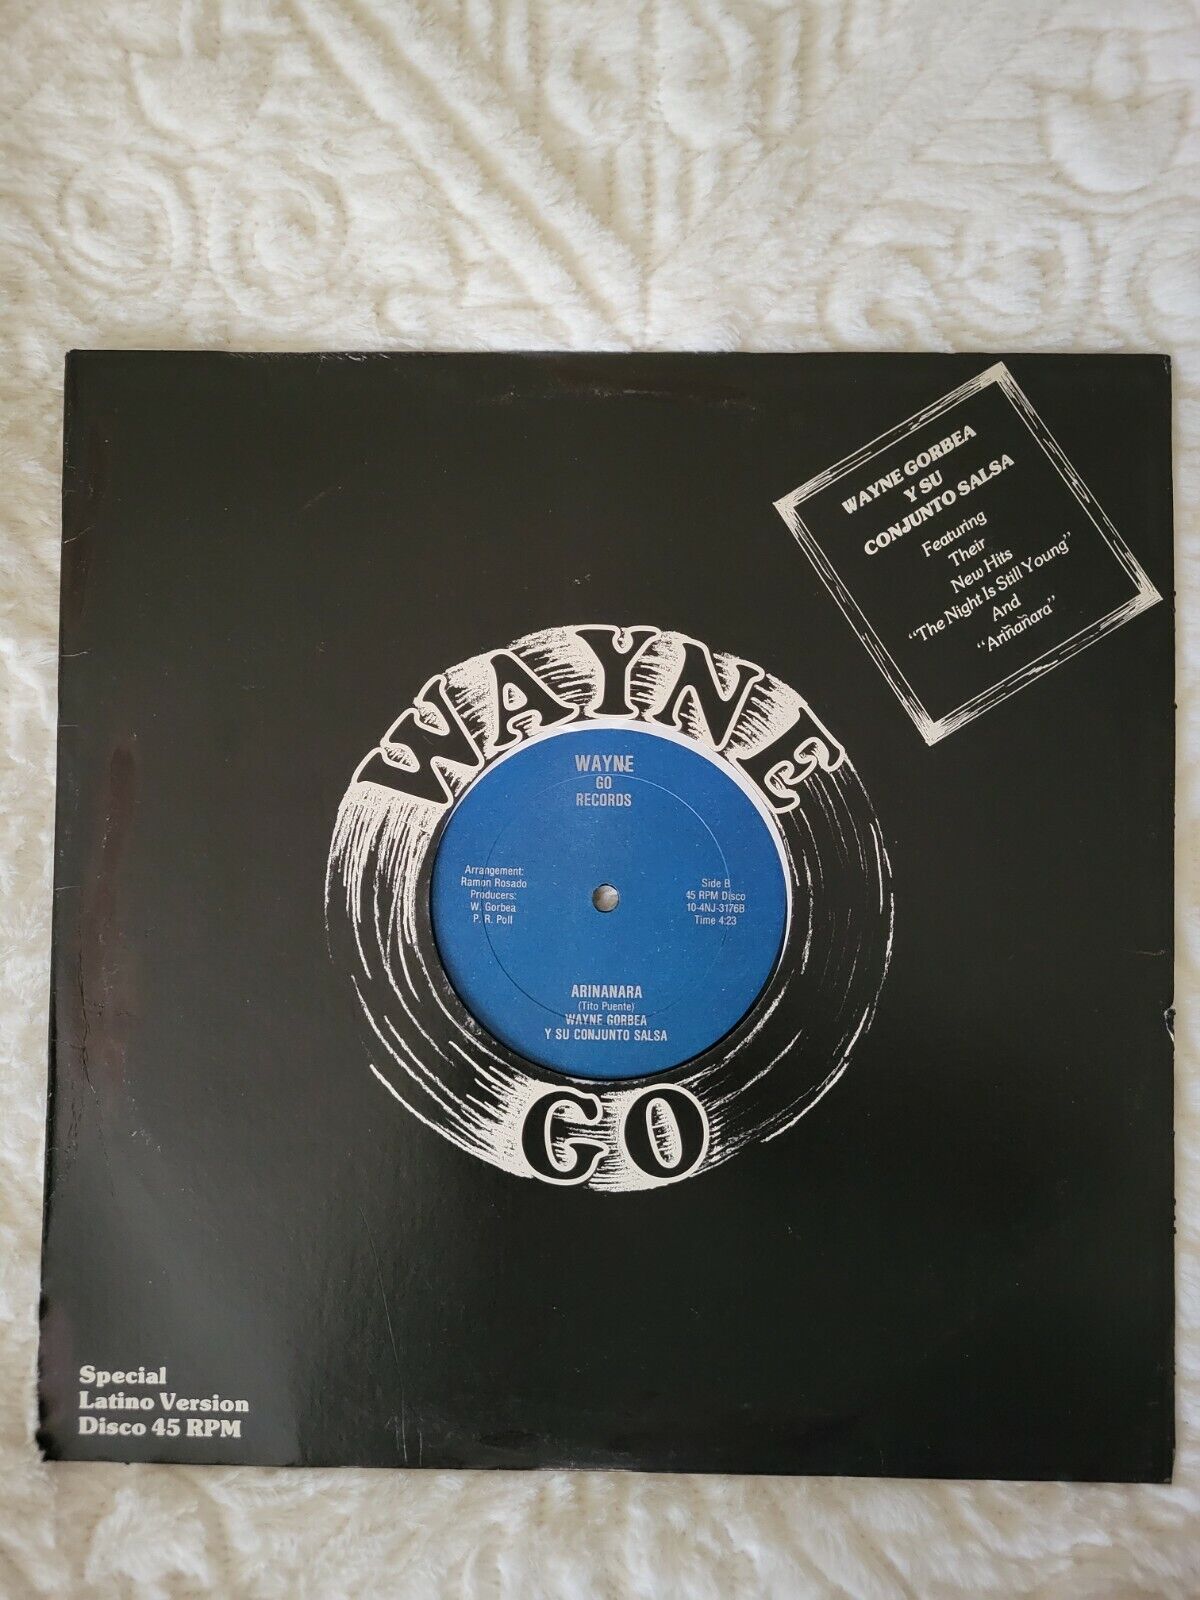 WAYNE GORBEA
Y SU
CONJUNTO SALSA
Featuring
Their
New Hits
"The Night Is Still Young"
And
"Ariñañara"
WAYNE
WAYNE
GO
RECORDS
Arrangement:
Ramon Rosado
Producers:
W. Gorbea
P. R. Poll
Side B
45 RPM Disco
10-4NJ-3176B
Time 4:23
ARINANARA
(Tito Puente)
WAYNE GORBEA
Y SU CONJUNTO SALSA
GO
Special
Latino Version
Disco 45 RPM